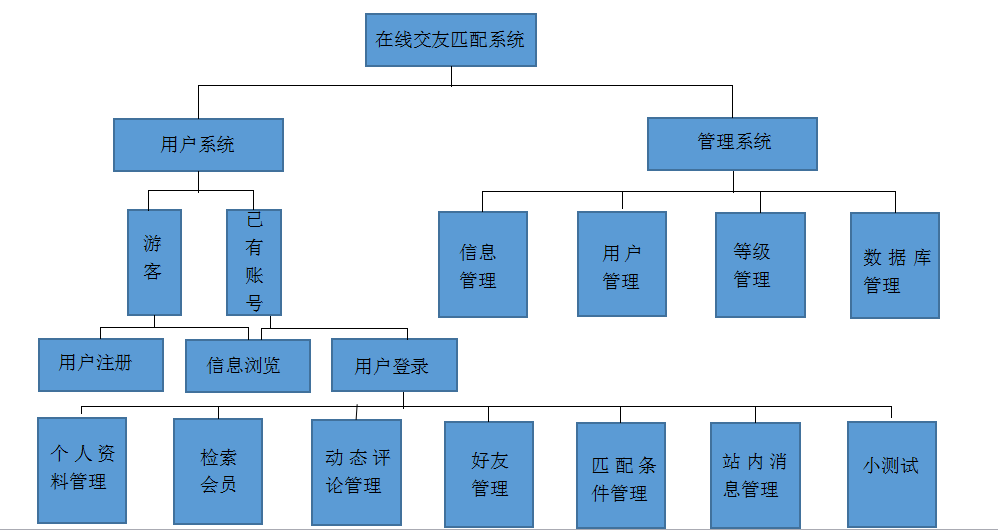 在线交友匹配系统
用户系统
管理系统
游
客
已
有
账
号
信息
管理
用户
管理
等级
管理
数据库
管理
用户注册
信息浏览
用户登录
个人资
料管理
检索
会员
动态评
论管理
好友
管理
匹配条
件管理
站内消
息管理
小测试